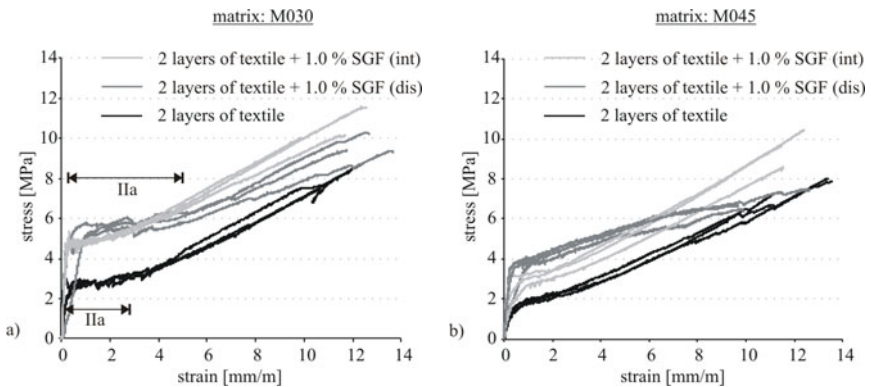 matrix: M030
14
12
10
8
6
4
2
0
stress [MPa]
2 layers of textile + 1.0 % SGF (int)
2 layers of textile + 1.0 % SGF (dis)
2 layers of textile
IIa
IIa
0 2 4 6 8 10 12 14
strain [mm/m]
a)
matrix: M045
14
12
10
8
6
4
2
0
stress [MPa]
2 layers of textile + 1.0 % SGF (int)
2 layers of textile + 1.0 % SGF (dis)
2 layers of textile
0 2 4 6 8 10 12 14
strain [mm/m]
b)